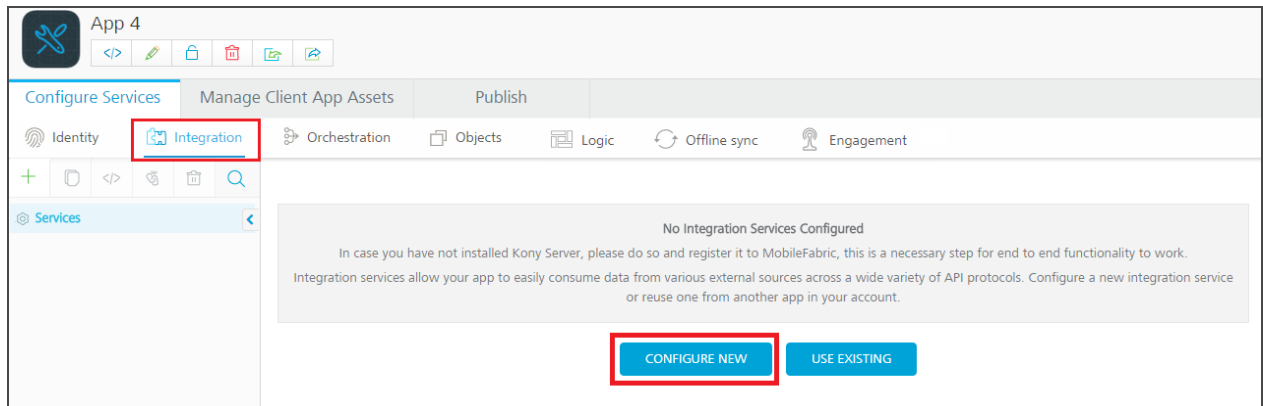 App 4
Configure Services Manage Client App Assets Publish
Identity Integration Orchestration Objects Logic Offline sync Engagement
Services
No Integration Services Configured
In case you have not installed Kony Server, please do so and register it to MobileFabric, this is a necessary step for end to end functionality to work.
Integration services allow your app to easily consume data from various external sources across a wide variety of API protocols. Configure a new integration service
or reuse one from another app in your account.
CONFIGURE NEW USE EXISTING